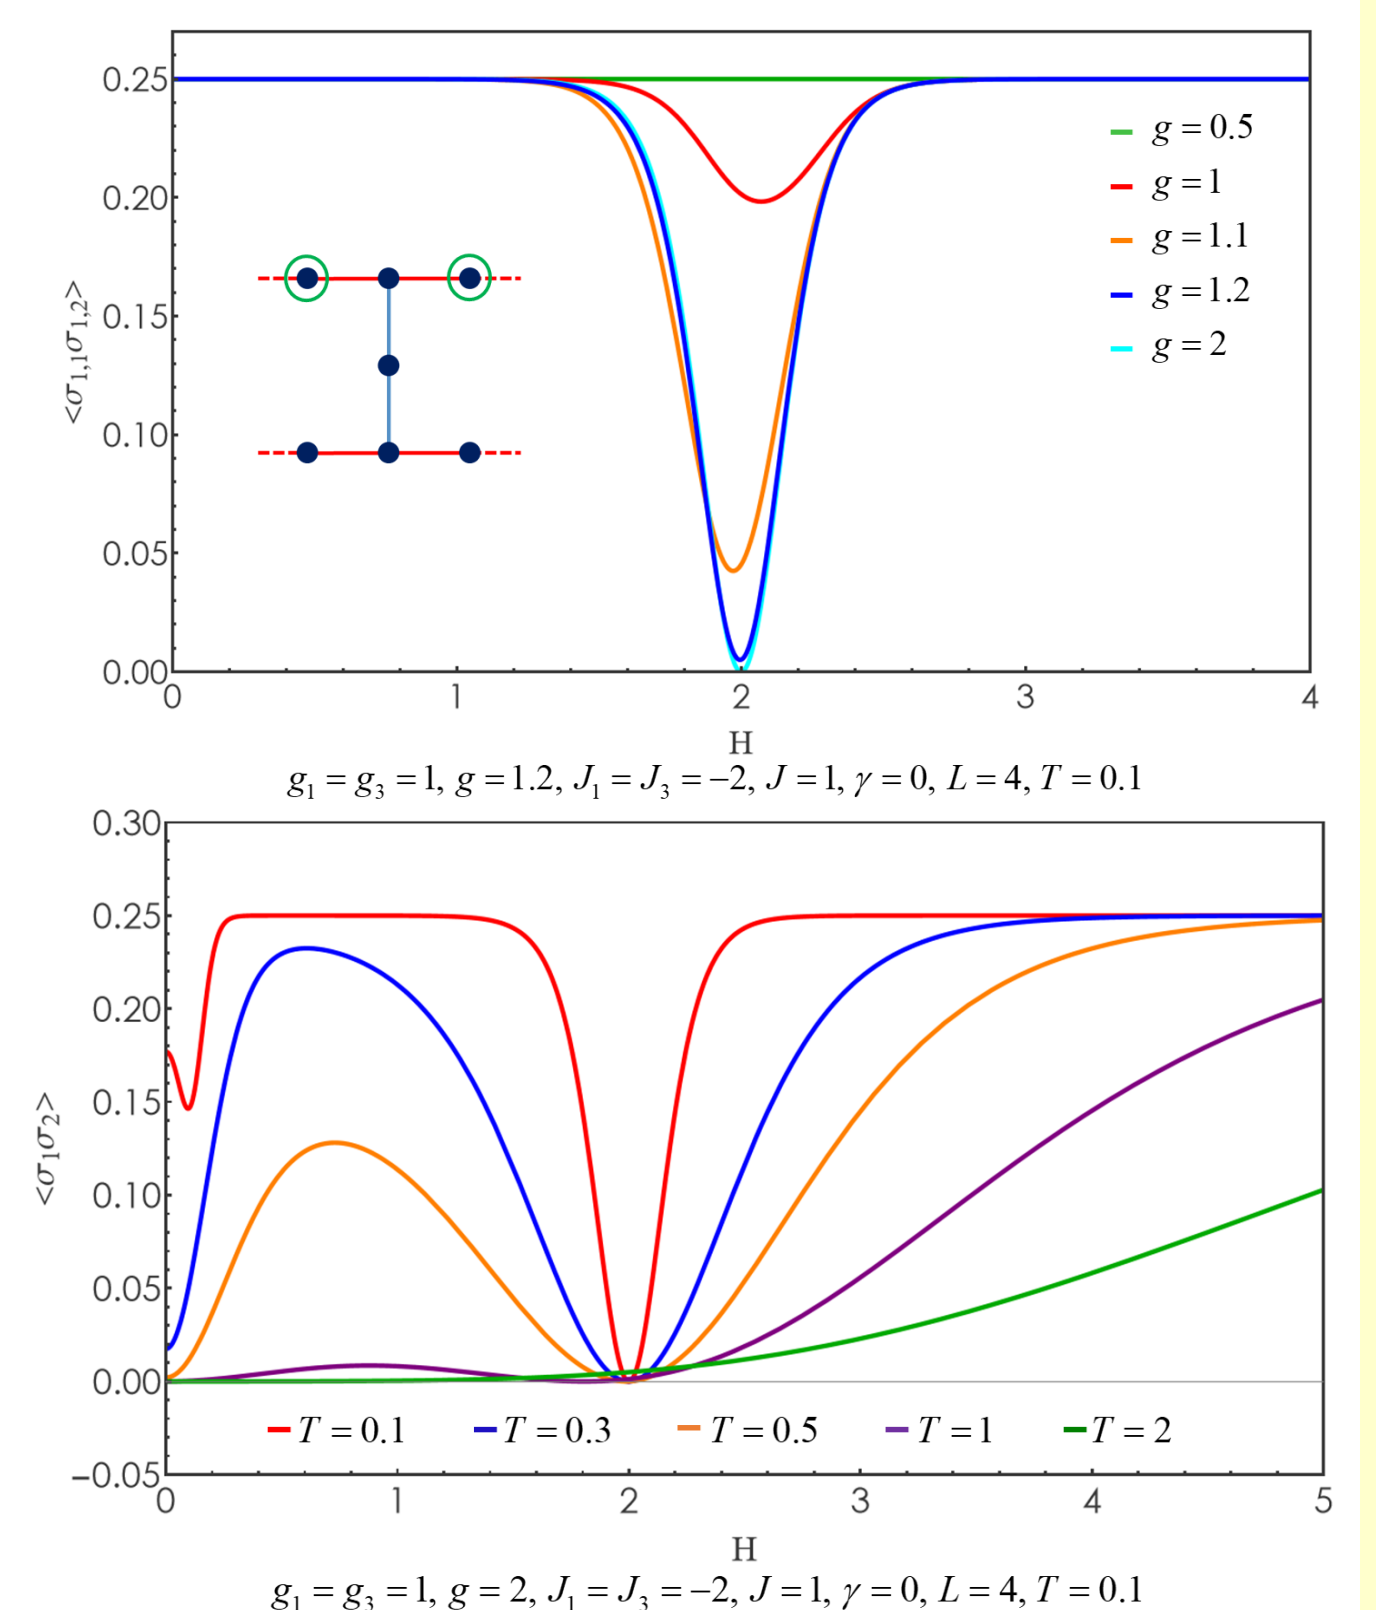 0.25
0.20
0.15
0.10
0.05
0.00
<σ1,1σ1,2>
g = 0.5
g = 1
g = 1.1
g = 1.2
g = 2
0 1 2 3 4
H
g₁ = g₃ = 1, g = 1.2, J₁ = J₃ = −2, J = 1, γ = 0, L = 4, T = 0.1
0.30
0.25
0.20
0.15
0.10
0.05
0.00
−0.05
<σ₁σ₂>
T = 0.1 T = 0.3 T = 0.5 T = 1 T = 2
0 1 2 3 4 5
H
g₁ = g₃ = 1, g = 2, J₁ = J₃ = −2, J = 1, γ = 0, L = 4, T = 0.1